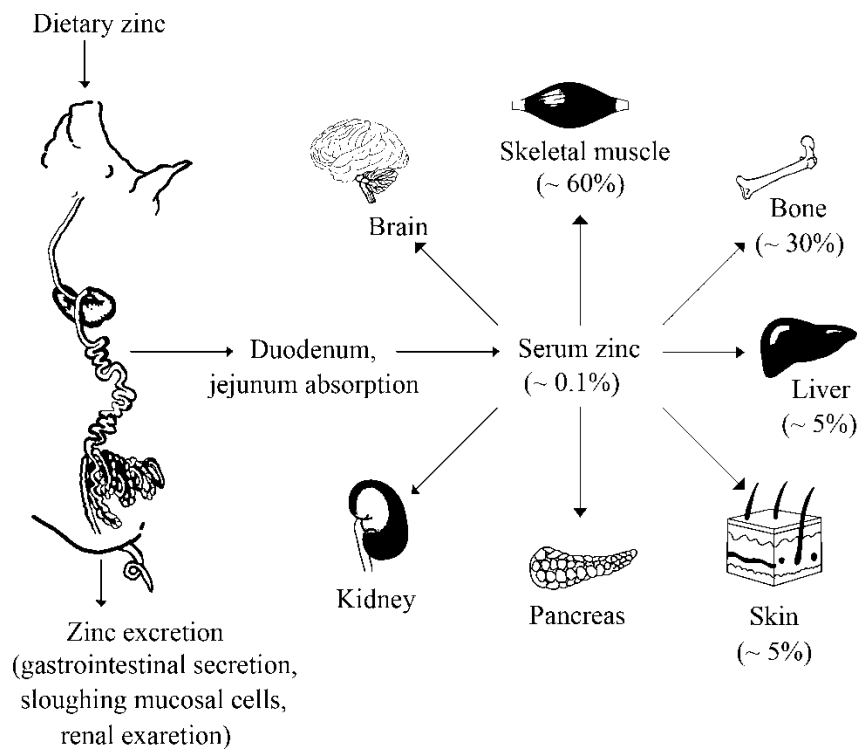 Dietary zinc
Brain
Skeletal muscle
(~ 60%)
Bone
(~ 30%)
Duodenum,
jejunum absorption
Serum zinc
(~ 0.1%)
Liver
(~ 5%)
Kidney
Pancreas
Skin
(~ 5%)
Zinc excretion
(gastrointestinal secretion,
sloughing mucosal cells,
renal exaretion)